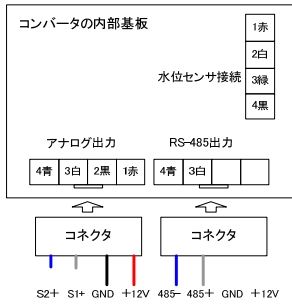 コンバータの内部基板
1赤
2白
水位センサ接続
3緑
4黒
アナログ出力
RS-485出力
4青 3白 2黒 1赤
4青 3白
コネクタ
コネクタ
S2+ S1+ GND +12V
485- 485+ GND +12V